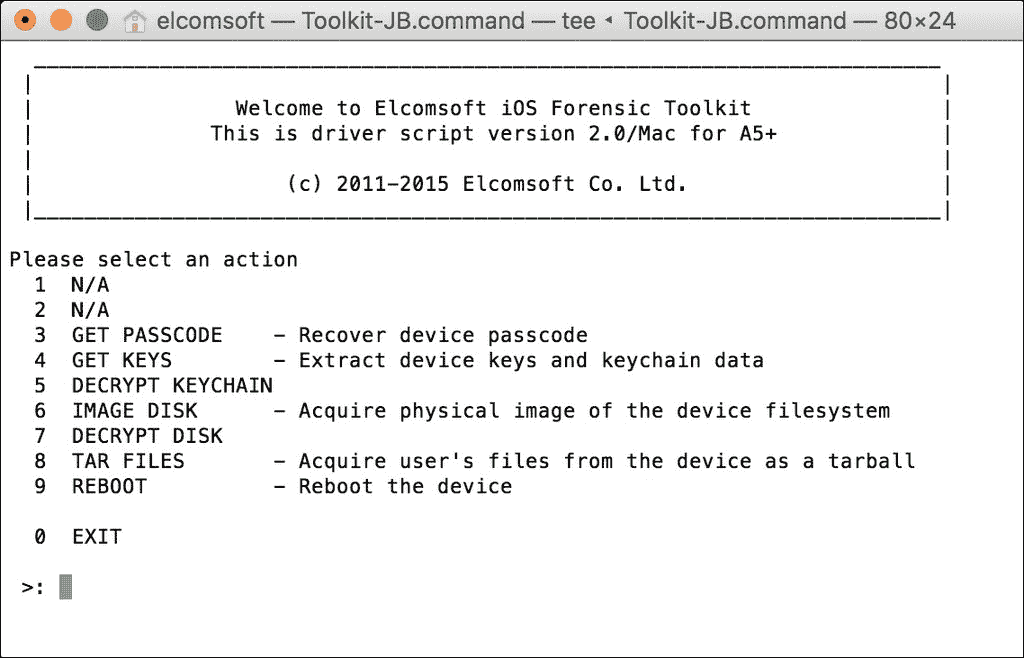 elcomsoft — Toolkit-JB.command — tee ◂ Toolkit-JB.command — 80×24
Welcome to Elcomsoft iOS Forensic Toolkit
This is driver script version 2.0/Mac for A5+
(c) 2011-2015 Elcomsoft Co. Ltd.
Please select an action
1 N/A
2 N/A
3 GET PASSCODE - Recover device passcode
4 GET KEYS - Extract device keys and keychain data
5 DECRYPT KEYCHAIN
6 IMAGE DISK - Acquire physical image of the device filesystem
7 DECRYPT DISK
8 TAR FILES - Acquire user's files from the device as a tarball
9 REBOOT - Reboot the device
0 EXIT
>: